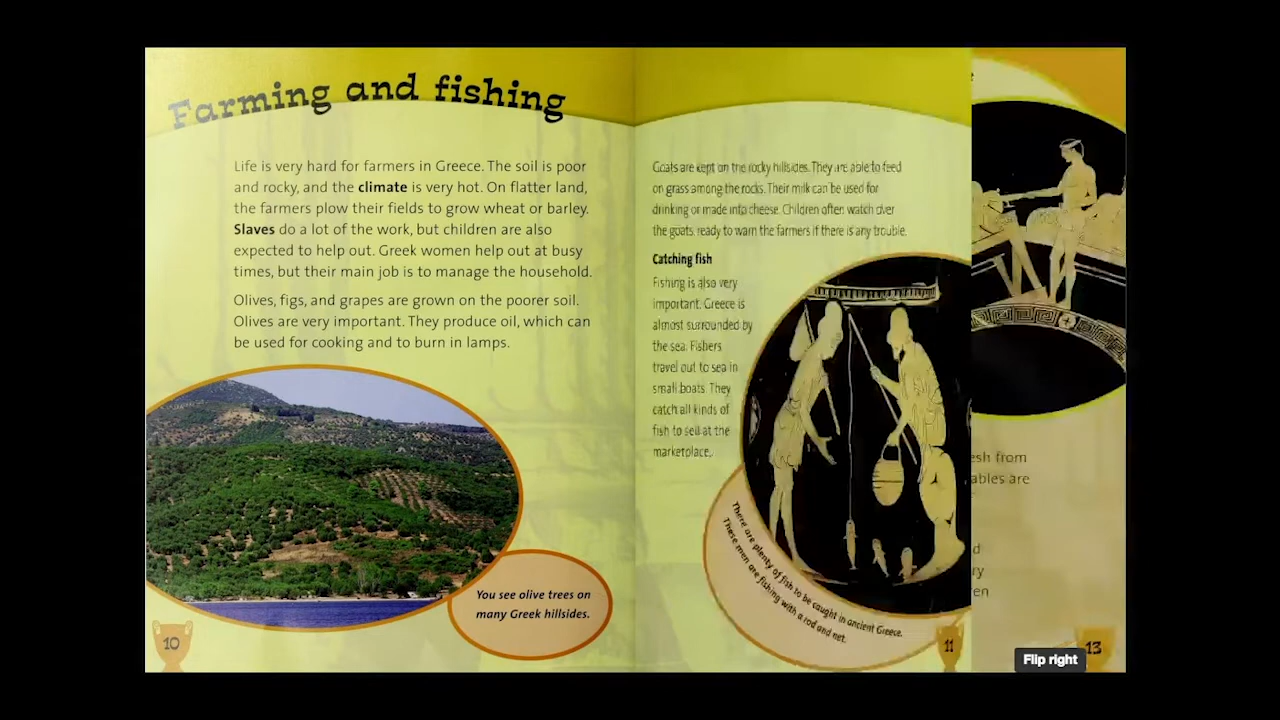 Farming and fishing
Life is very hard for farmers in Greece. The soil is poor
and rocky, and the climate is very hot. On flatter land,
the farmers plow their fields to grow wheat or barley.
Slaves do a lot of the work, but children are also
expected to help out. Greek women help out at busy
times, but their main job is to manage the household.
Olives, figs, and grapes are grown on the poorer soil.
Olives are very important. They produce oil, which can
be used for cooking and to burn in lamps.
You see olive trees on
many Greek hillsides.
10
Goats are kept on the rocky hillsides. They are able to feed
on grass among the rocks. Their milk can be used for
drinking or made into cheese. Children often watch over
the goats, ready to warn the farmers if there is any trouble.
Catching fish
Fishing is also very
important. Greece is
almost surrounded by
the sea. Fishers
travel out to sea in
small boats. They
catch all kinds of
fish to sell at the
marketplace.
There are plenty of fish to be caught in ancient Greece.
These men are fishing with a rod and net.
11
esh from
ables are
d
ry
en
Flip right
13